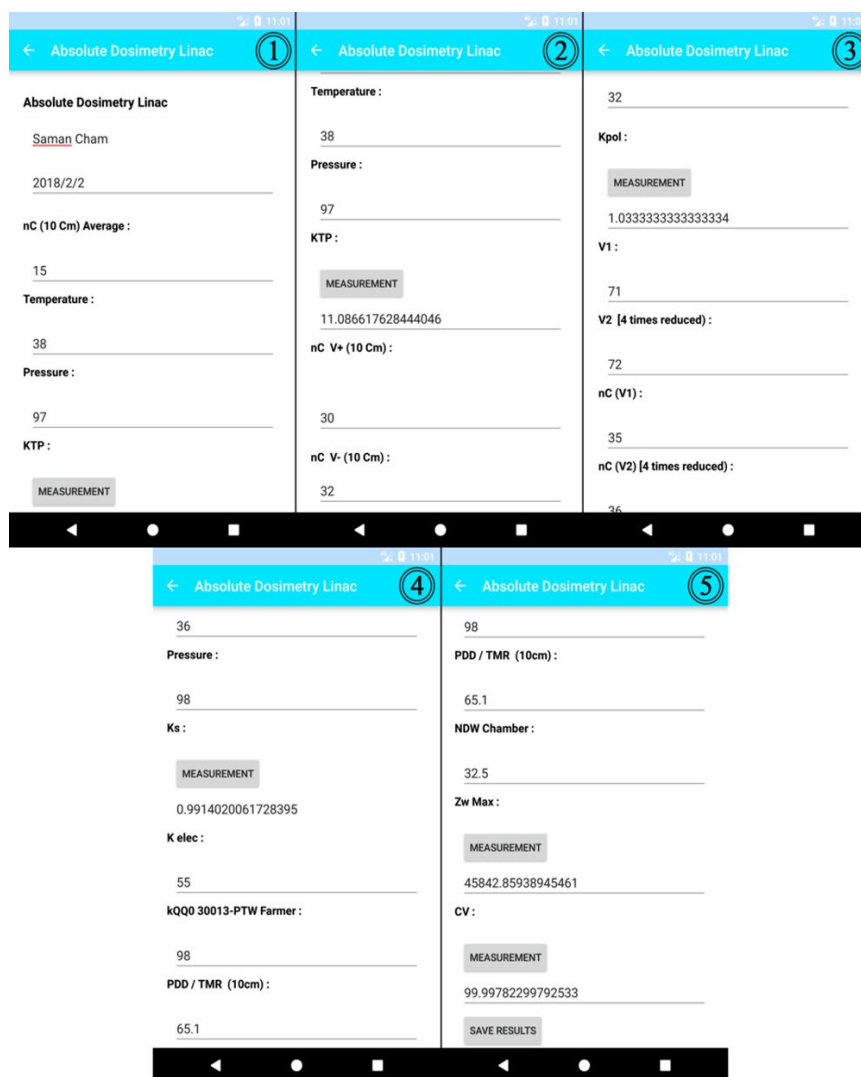 11:01
Absolute Dosimetry Linac
1
Absolute Dosimetry Linac
Saman Cham
2018/2/2
nC (10 Cm) Average :
15
Temperature :
38
Pressure :
97
KTP :
MEASUREMENT
11:01
Absolute Dosimetry Linac
2
Temperature :
38
Pressure :
97
KTP :
MEASUREMENT
11.086617628444046
nC V+ (10 Cm) :
30
nC V- (10 Cm) :
32
11:01
Absolute Dosimetry Linac
3
32
Kpol :
MEASUREMENT
1.0333333333333334
V1 :
71
V2 [4 times reduced) :
72
nC (V1) :
35
nC (V2) [4 times reduced) :
36
11:01
Absolute Dosimetry Linac
4
36
Pressure :
98
Ks :
MEASUREMENT
0.9914020061728395
K elec :
55
kQQ0 30013-PTW Farmer :
98
PDD / TMR (10cm) :
65.1
11:01
Absolute Dosimetry Linac
5
98
PDD / TMR (10cm) :
65.1
NDW Chamber :
32.5
Zw Max :
MEASUREMENT
45842.85938945461
CV :
MEASUREMENT
99.99782299792533
SAVE RESULTS